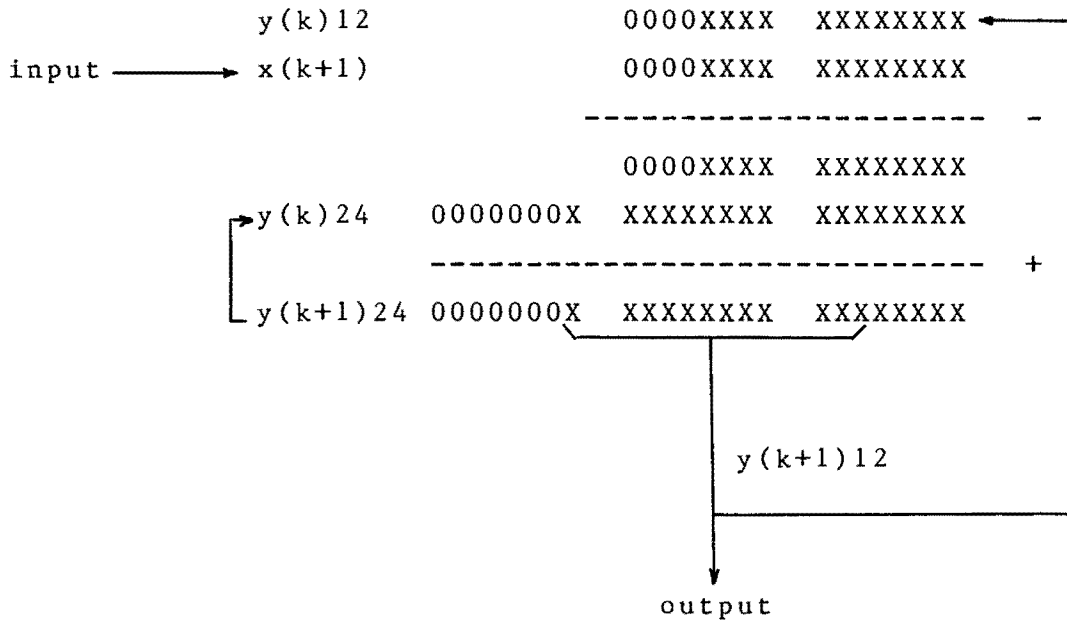 y(k)12 0000XXXX XXXXXXXX
input x(k+1) 0000XXXX XXXXXXXX
------------------- -
0000XXXX XXXXXXXX
y(k)24 0000000X XXXXXXXX XXXXXXXX
--------------------------- +
y(k+1)24 0000000X XXXXXXXX XXXXXXXX
y(k+1)12
output